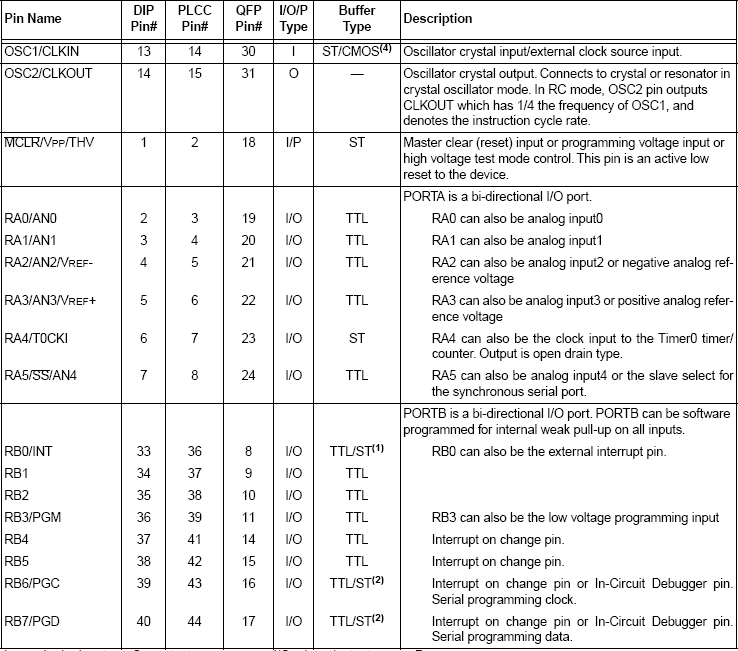 Pin Name DIP Pin# PLCC Pin# QFP Pin# I/O/P Type Buffer Type Description
OSC1/CLKIN 13 14 30 I ST/CMOS(4) Oscillator crystal input/external clock source input.
OSC2/CLKOUT 14 15 31 O — Oscillator crystal output. Connects to crystal or resonator in
crystal oscillator mode. In RC mode, OSC2 pin outputs
CLKOUT which has 1/4 the frequency of OSC1, and
denotes the instruction cycle rate.
MCLR/VPP/THV 1 2 18 I/P ST Master clear (reset) input or programming voltage input or
high voltage test mode control. This pin is an active low
reset to the device.
PORTA is a bi-directional I/O port.
RA0/AN0 2 3 19 I/O TTL RA0 can also be analog input0
RA1/AN1 3 4 20 I/O TTL RA1 can also be analog input1
RA2/AN2/VREF- 4 5 21 I/O TTL RA2 can also be analog input2 or negative analog ref-
erence voltage
RA3/AN3/VREF+ 5 6 22 I/O TTL RA3 can also be analog input3 or positive analog refer-
ence voltage
RA4/T0CKI 6 7 23 I/O ST RA4 can also be the clock input to the Timer0 timer/
counter. Output is open drain type.
RA5/SS/AN4 7 8 24 I/O TTL RA5 can also be analog input4 or the slave select for
the synchronous serial port.
PORTB is a bi-directional I/O port. PORTB can be software
programmed for internal weak pull-up on all inputs.
RB0/INT 33 36 8 I/O TTL/ST(1) RB0 can also be the external interrupt pin.
RB1 34 37 9 I/O TTL
RB2 35 38 10 I/O TTL
RB3/PGM 36 39 11 I/O TTL RB3 can also be the low voltage programming input
RB4 37 41 14 I/O TTL Interrupt on change pin.
RB5 38 42 15 I/O TTL Interrupt on change pin.
RB6/PGC 39 43 16 I/O TTL/ST(2) Interrupt on change pin or In-Circuit Debugger pin.
Serial programming clock.
RB7/PGD 40 44 17 I/O TTL/ST(2) Interrupt on change pin or In-Circuit Debugger pin.
Serial programming data.